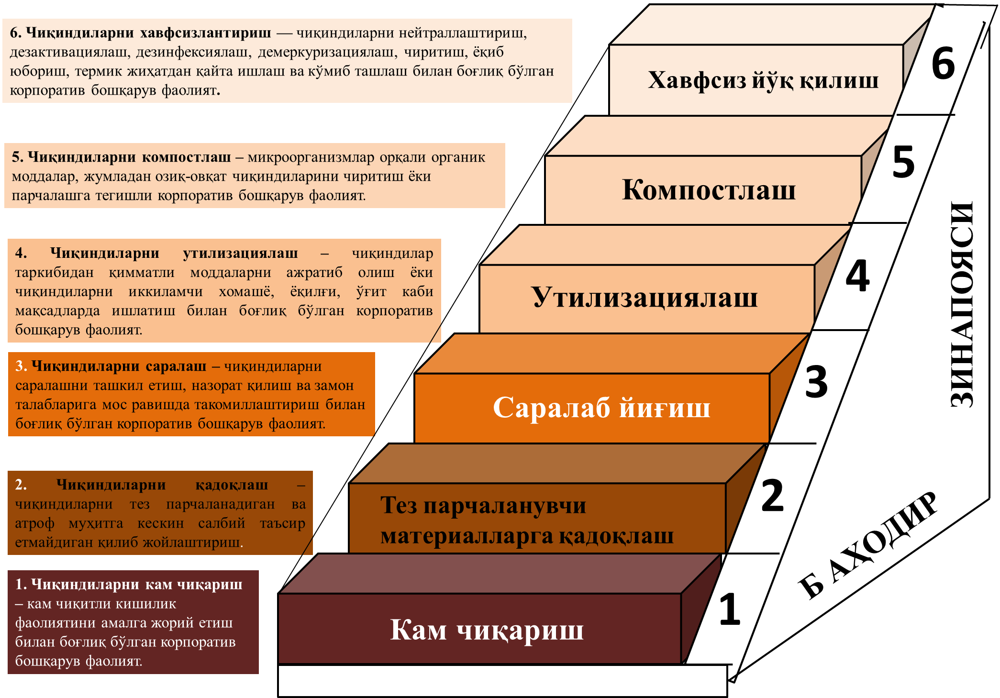 6. Чиқиндиларни хавфсизлантириш — чиқиндиларни нейтраллаштириш,
дезактивациялаш, дезинфексиялаш, демеркуризациялаш, чиритиш, ёқиб
юбориш, термик жиҳатдан қайта ишлаш ва кўмиб ташлаш билан боғлиқ бўлган
корпоратив бошқарув фаолият.
5. Чиқиндиларни компостлаш – микроорганизмлар орқали органик
моддалар, жумладан озиқ-овқат чиқиндиларини чиритиш ёки
парчалашга тегишли корпоратив бошқарув фаолият.
4. Чиқиндиларни утилизациялаш – чиқиндилар
таркибидан қимматли моддаларни ажратиб олиш ёки
чиқиндиларни иккиламчи хомашё, ёқилғи, ўғит каби
мақсадларда ишлатиш билан боғлиқ бўлган корпоратив
бошқарув фаолият.
3. Чиқиндиларни саралаш – чиқиндиларни
саралашни ташкил етиш, назорат қилиш ва замон
талабларига мос равишда такомиллаштириш билан
боғлиқ бўлган корпоратив бошқарув фаолият.
2. Чиқиндиларни қадоқлаш –
чиқиндиларни тез парчаланадиган ва
атроф муҳитга кескин салбий таъсир
етмайдиган қилиб жойлаштириш.
1. Чиқиндиларни кам чиқариш
– кам чиқитли кишилик
фаолиятини амалга жорий етиш
билан боғлиқ бўлган корпоратив
бошқарув фаолият.
Хавфсиз йўқ қилиш
6
Компостлаш
5
Утилизациялаш
4
Саралаб йиғиш
3
Тез парчаланувчи
материалларга қадоқлаш
2
Кам чиқариш
1
Б АҲОДИР
ЗИНАПОЯСИ